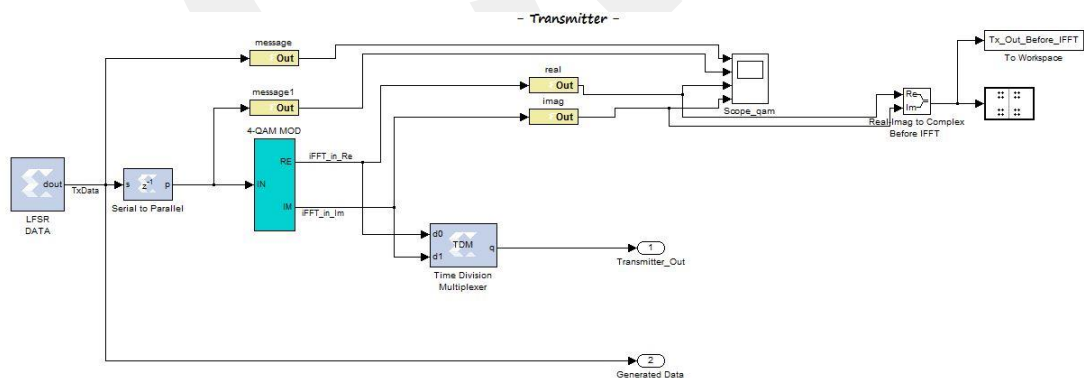 - Transmitter -
message
Out
Tx_Out_Before_IFFT
To Workspace
real
Out
message1
Out
imag
Out
Scope_qam
Re
Im
Real-Imag to Complex
Before IFFT
4-QAM MOD
RE
IFFT_in_Re
IN
IM
IFFT_in_Im
dout
TxData
s
z-1
p
Serial to Parallel
LFSR
DATA
d0
TDM
d1
q
Time Division
Multiplexer
1
Transmitter_Out
2
Generated Data